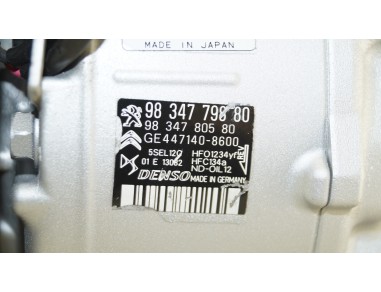 MADE IN JAPAN
98 347 798 80
98 347 805 80
GE447140-8600
5SEL12C HFO1234yf
01 E 13082 HFC134a
ND-OIL12
DENSO MADE IN GERMANY